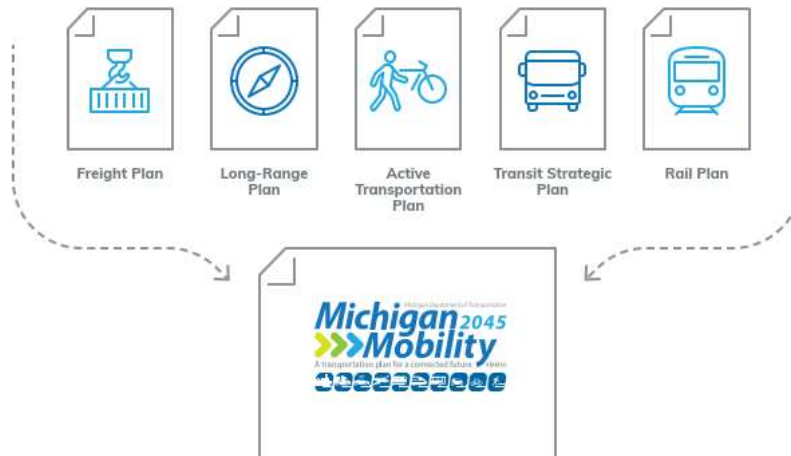 Freight Plan
Long-Range
Plan
Active
Transportation
Plan
Transit Strategic
Plan
Rail Plan
Michigan Department of Transportation
Michigan 2045
Mobility
A transportation plan for a connected future.